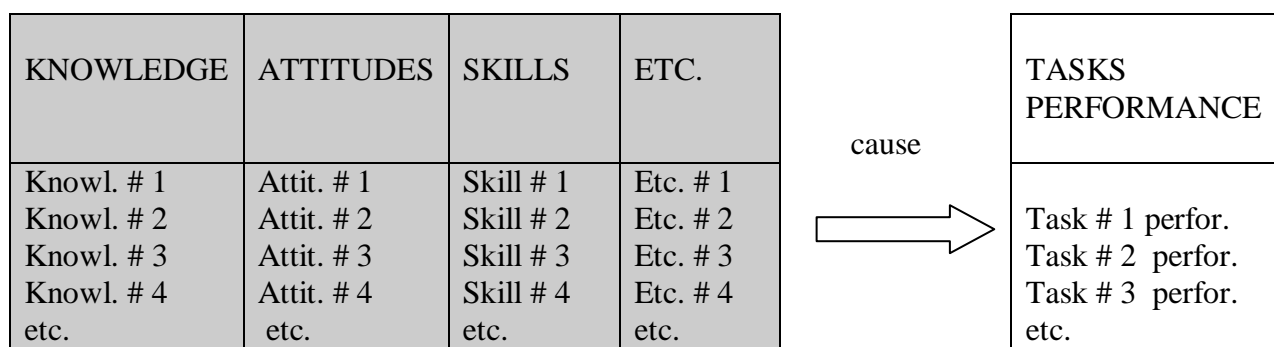 KNOWLEDGE ATTITUDES SKILLS ETC.
Knowl. # 1 Attit. # 1 Skill # 1 Etc. # 1
Knowl. # 2 Attit. # 2 Skill # 2 Etc. # 2
Knowl. # 3 Attit. # 3 Skill # 3 Etc. # 3
Knowl. # 4 Attit. # 4 Skill # 4 Etc. # 4
etc. etc. etc. etc.
cause
TASKS
PERFORMANCE
Task # 1 perfor.
Task # 2 perfor.
Task # 3 perfor.
etc.